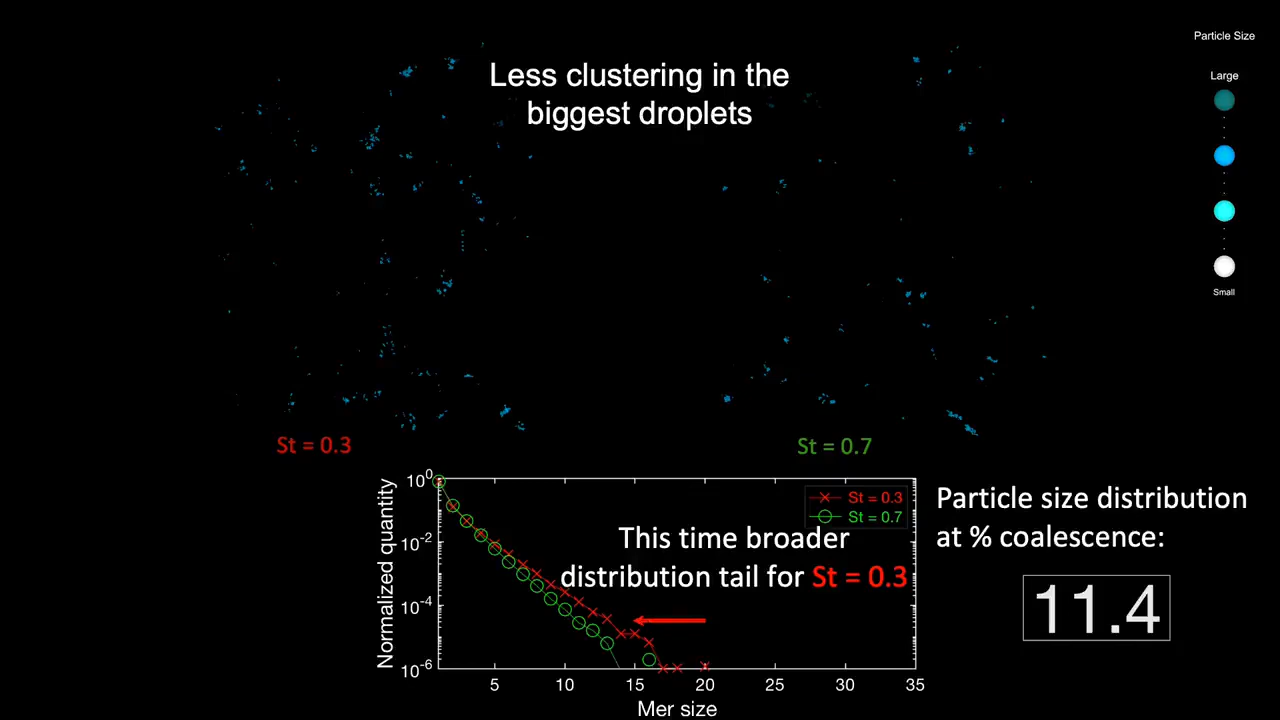 Particle Size
Less clustering in the
biggest droplets
Large
Small
St = 0.3
St = 0.7
Normalized quantity
10^0
10^-2
10^-4
10^-6
St = 0.3
St = 0.7
This time broader
distribution tail for St = 0.3
5 10 15 20 25 30 35
Mer size
Particle size distribution
at % coalescence:
11.4